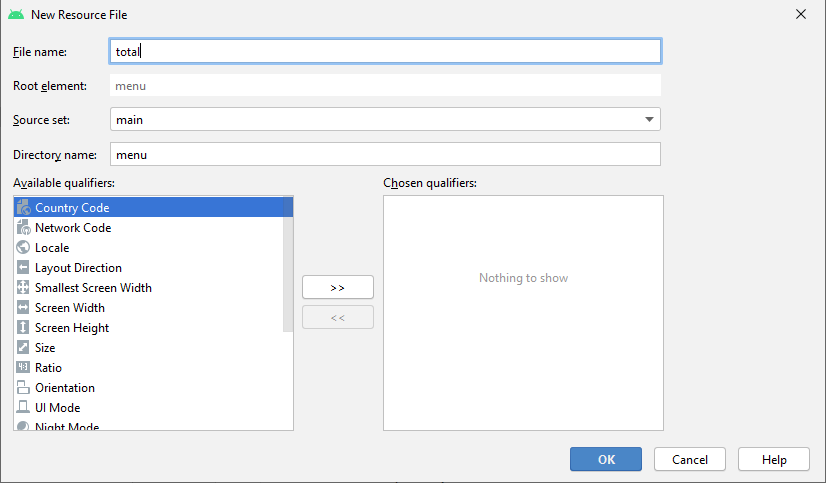 New Resource File
File name:
total
Root element:
menu
Source set:
main
Directory name:
menu
Available qualifiers:
Chosen qualifiers:
Country Code
Network Code
Locale
Layout Direction
Smallest Screen Width
Screen Width
Screen Height
Size
Ratio
Orientation
UI Mode
Night Mode
>>
<<
Nothing to show
OK
Cancel
Help